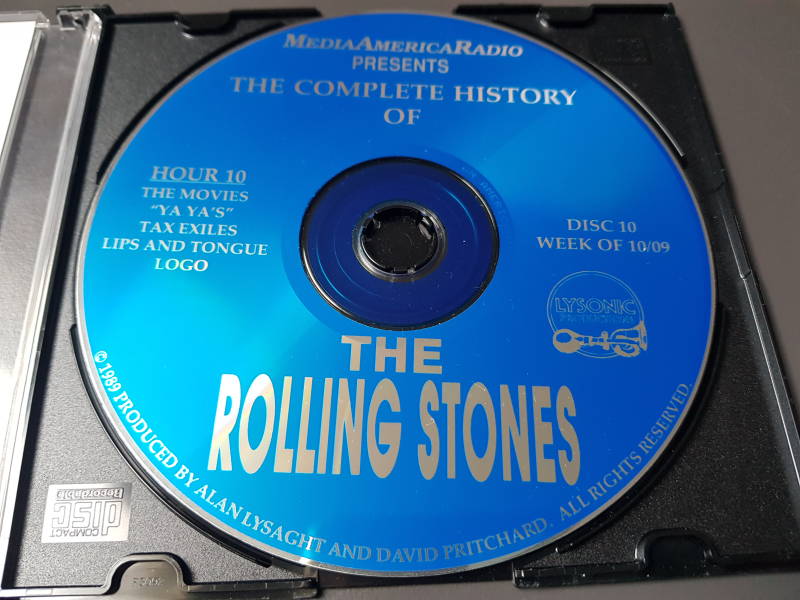 MEDIAAMERICARADIO
PRESENTS
THE COMPLETE HISTORY
OF
HOUR 10
THE MOVIES
"YA YA'S"
TAX EXILES
LIPS AND TONGUE
LOGO
DISC 10
WEEK OF 10/09
LYSONIC
PRODUCTIONS
THE
ROLLING STONES
© 1989 PRODUCED BY ALAN LYSAGHT AND DAVID PRITCHARD. ALL RIGHTS RESERVED.
COMPACT
disc
Recordable